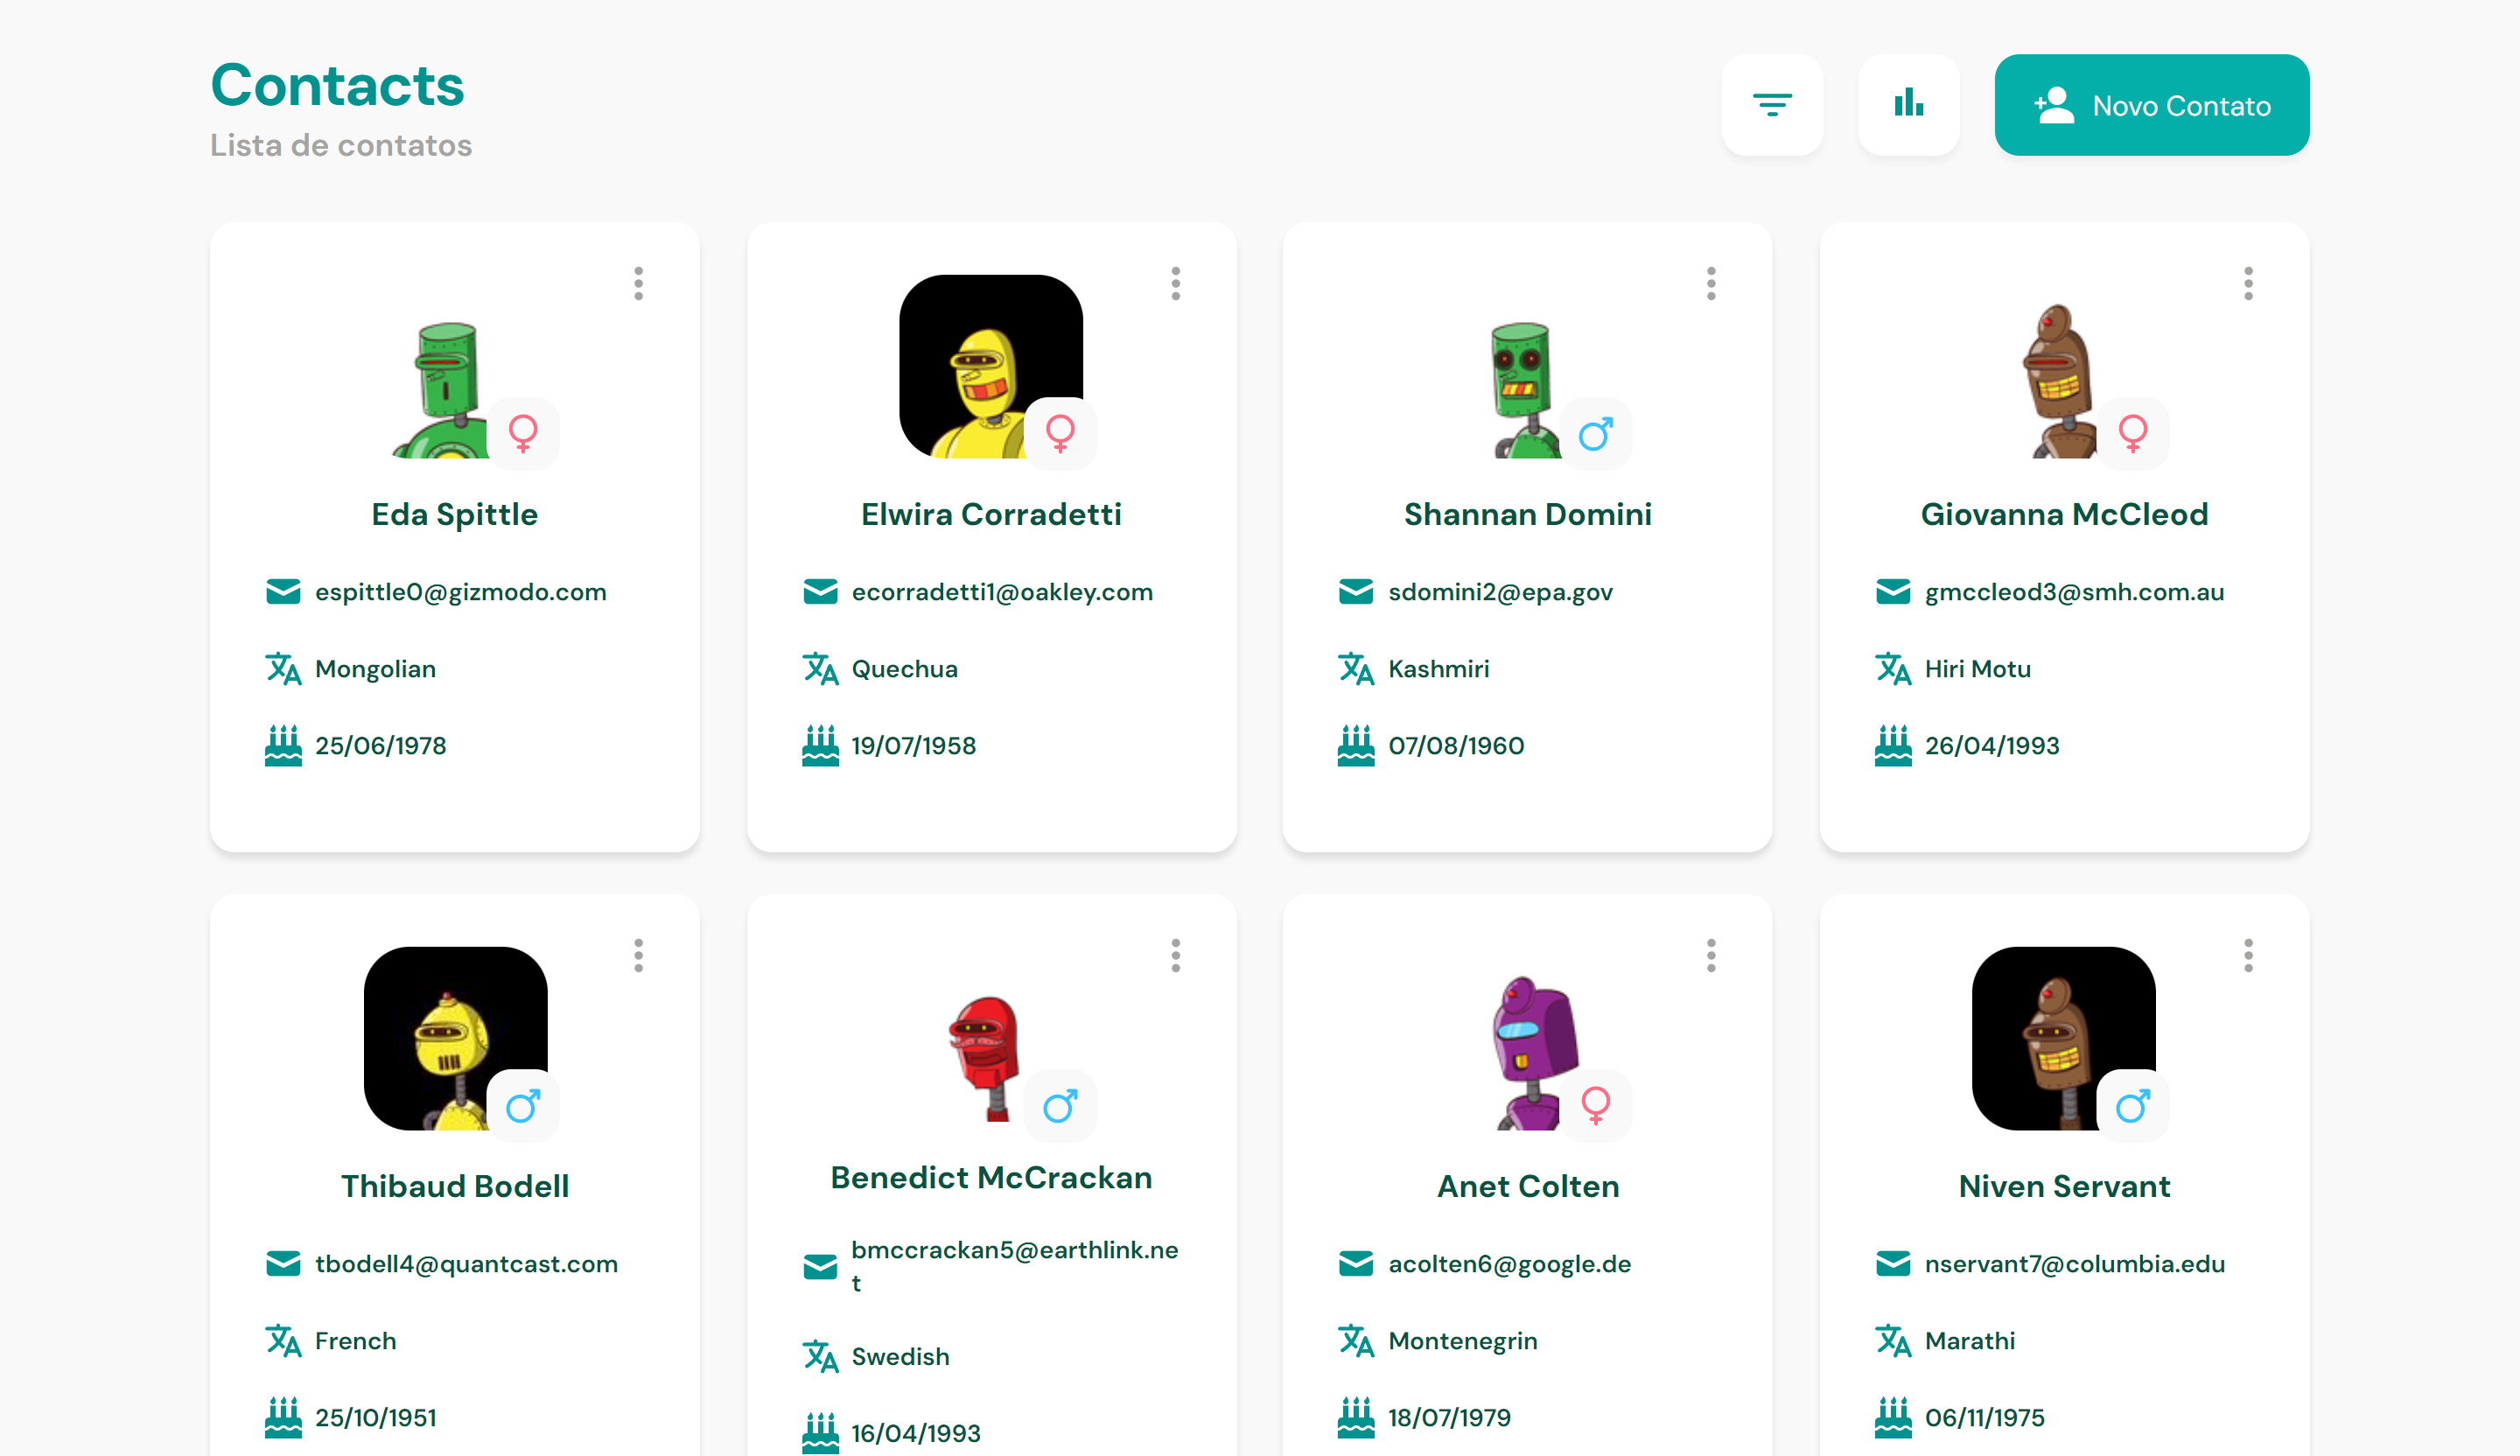 Contacts
Lista de contatos
Novo Contato
Eda Spittle
espittle0@gizmodo.com
Mongolian
25/06/1978
Elwira Corradetti
ecorradetti1@oakley.com
Quechua
19/07/1958
Shannan Domini
sdomini2@epa.gov
Kashmiri
07/08/1960
Giovanna McCleod
gmccleod3@smh.com.au
Hiri Motu
26/04/1993
Thibaud Bodell
tbodell4@quantcast.com
French
25/10/1951
Benedict McCrackan
bmccrackan5@earthlink.ne
t
Swedish
16/04/1993
Anet Colten
acolten6@google.de
Montenegrin
18/07/1979
Niven Servant
nservant7@columbia.edu
Marathi
06/11/1975